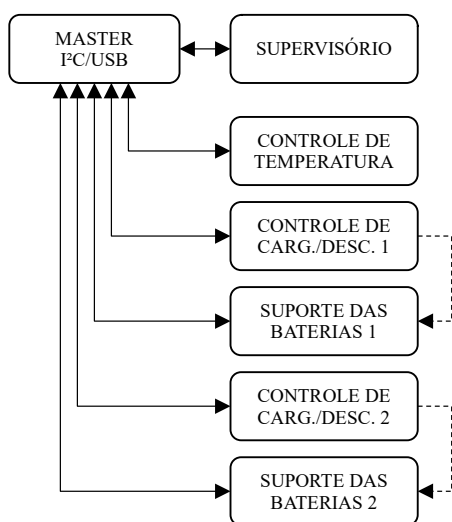 MASTER
I²C/USB
SUPERVISÓRIO
CONTROLE DE
TEMPERATURA
CONTROLE DE
CARG./DESC. 1
SUPORTE DAS
BATERIAS 1
CONTROLE DE
CARG./DESC. 2
SUPORTE DAS
BATERIAS 2